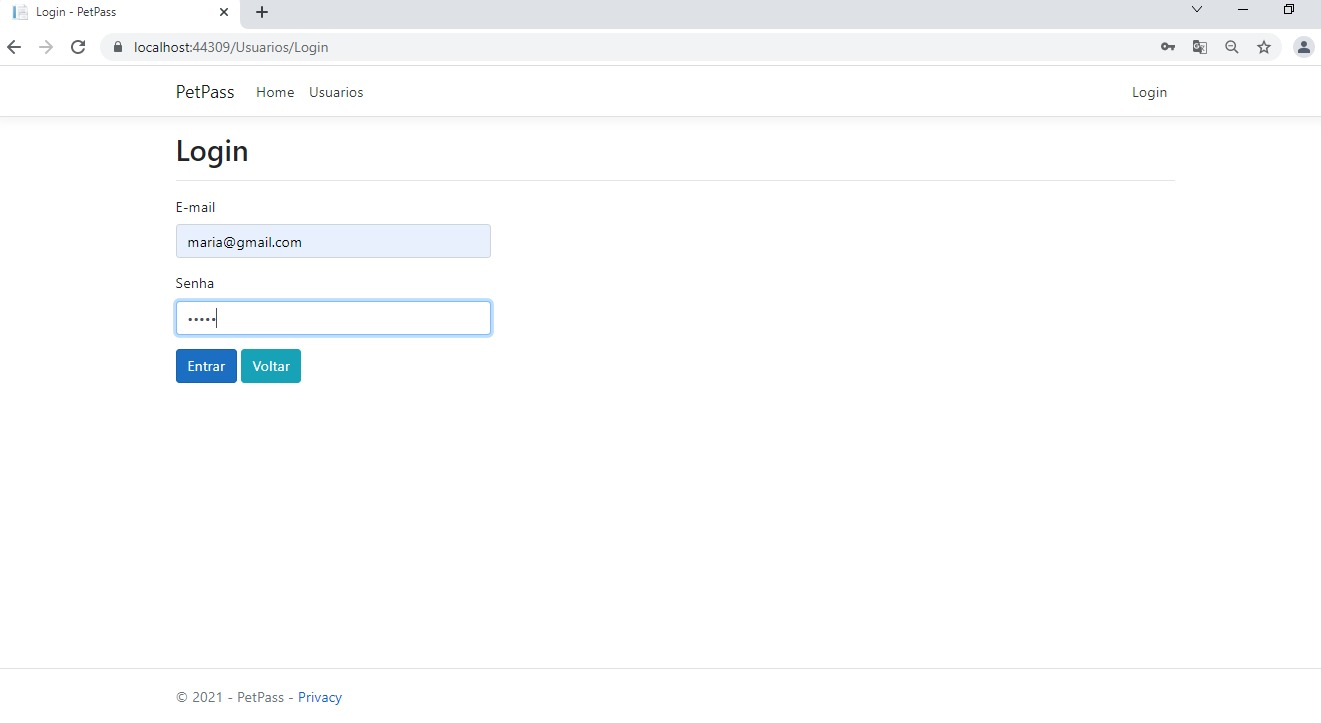 Login - PetPass
localhost:44309/Usuarios/Login
PetPass Home Usuarios Login
Login
E-mail
maria@gmail.com
Senha
•••••
Entrar Voltar
© 2021 - PetPass - Privacy